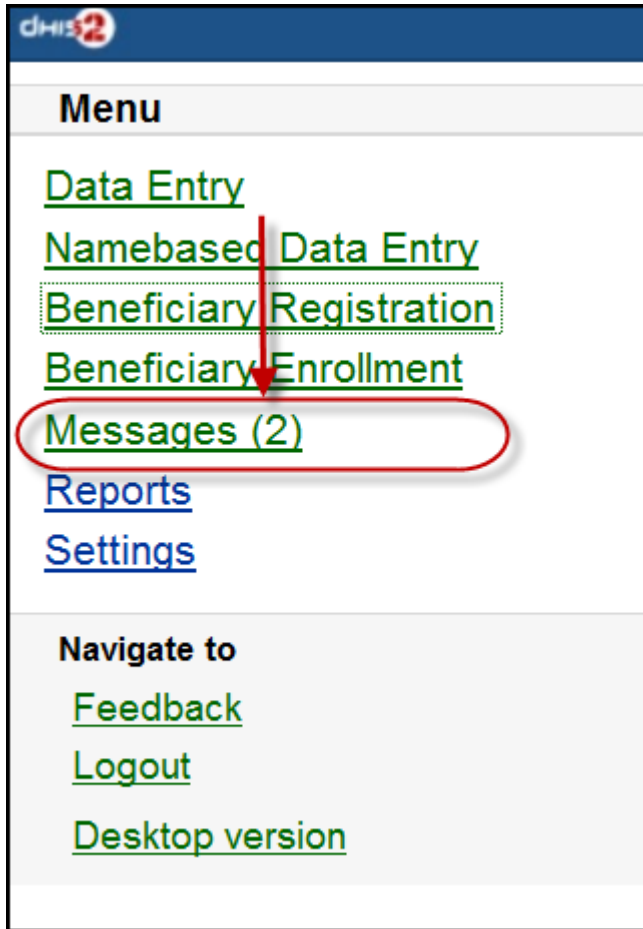 dHIS2
Menu
Data Entry
Namebased Data Entry
Beneficiary Registration
Beneficiary Enrollment
Messages (2)
Reports
Settings
Navigate to
Feedback
Logout
Desktop version